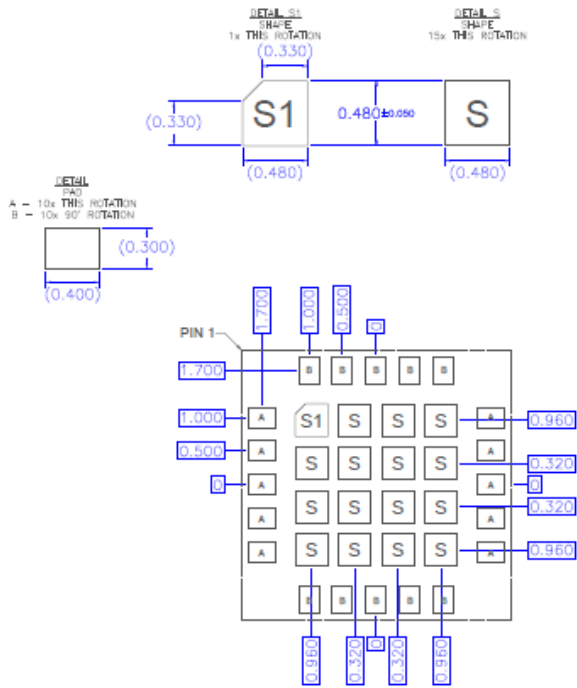 DETAIL S1
SHAPE
1x THIS ROTATION
(0.330)
DETAIL S
SHAPE
15x THIS ROTATION
(0.330)
S1
0.480±0.050
S
(0.480)
(0.480)
DETAIL
PAD
A – 10x THIS ROTATION
B – 10x 90° ROTATION
(0.300)
(0.400)
1.700
1.000
0.500
0
PIN 1
1.700
B B B B B
1.000
A S1 S S S A
0.960
0.500
A S S S S A
0.320
0
A
A
0
S S S S
0.320
A
A
A S S S S A
0.960
B B B B B
0.960
0.320
0
0.320
0.960